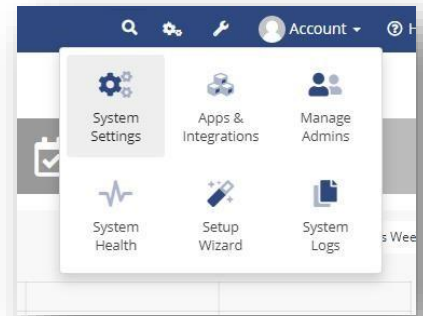 Account
H
System Settings
Apps & Integrations
Manage Admins
System Health
Setup Wizard
System Logs
s Wee